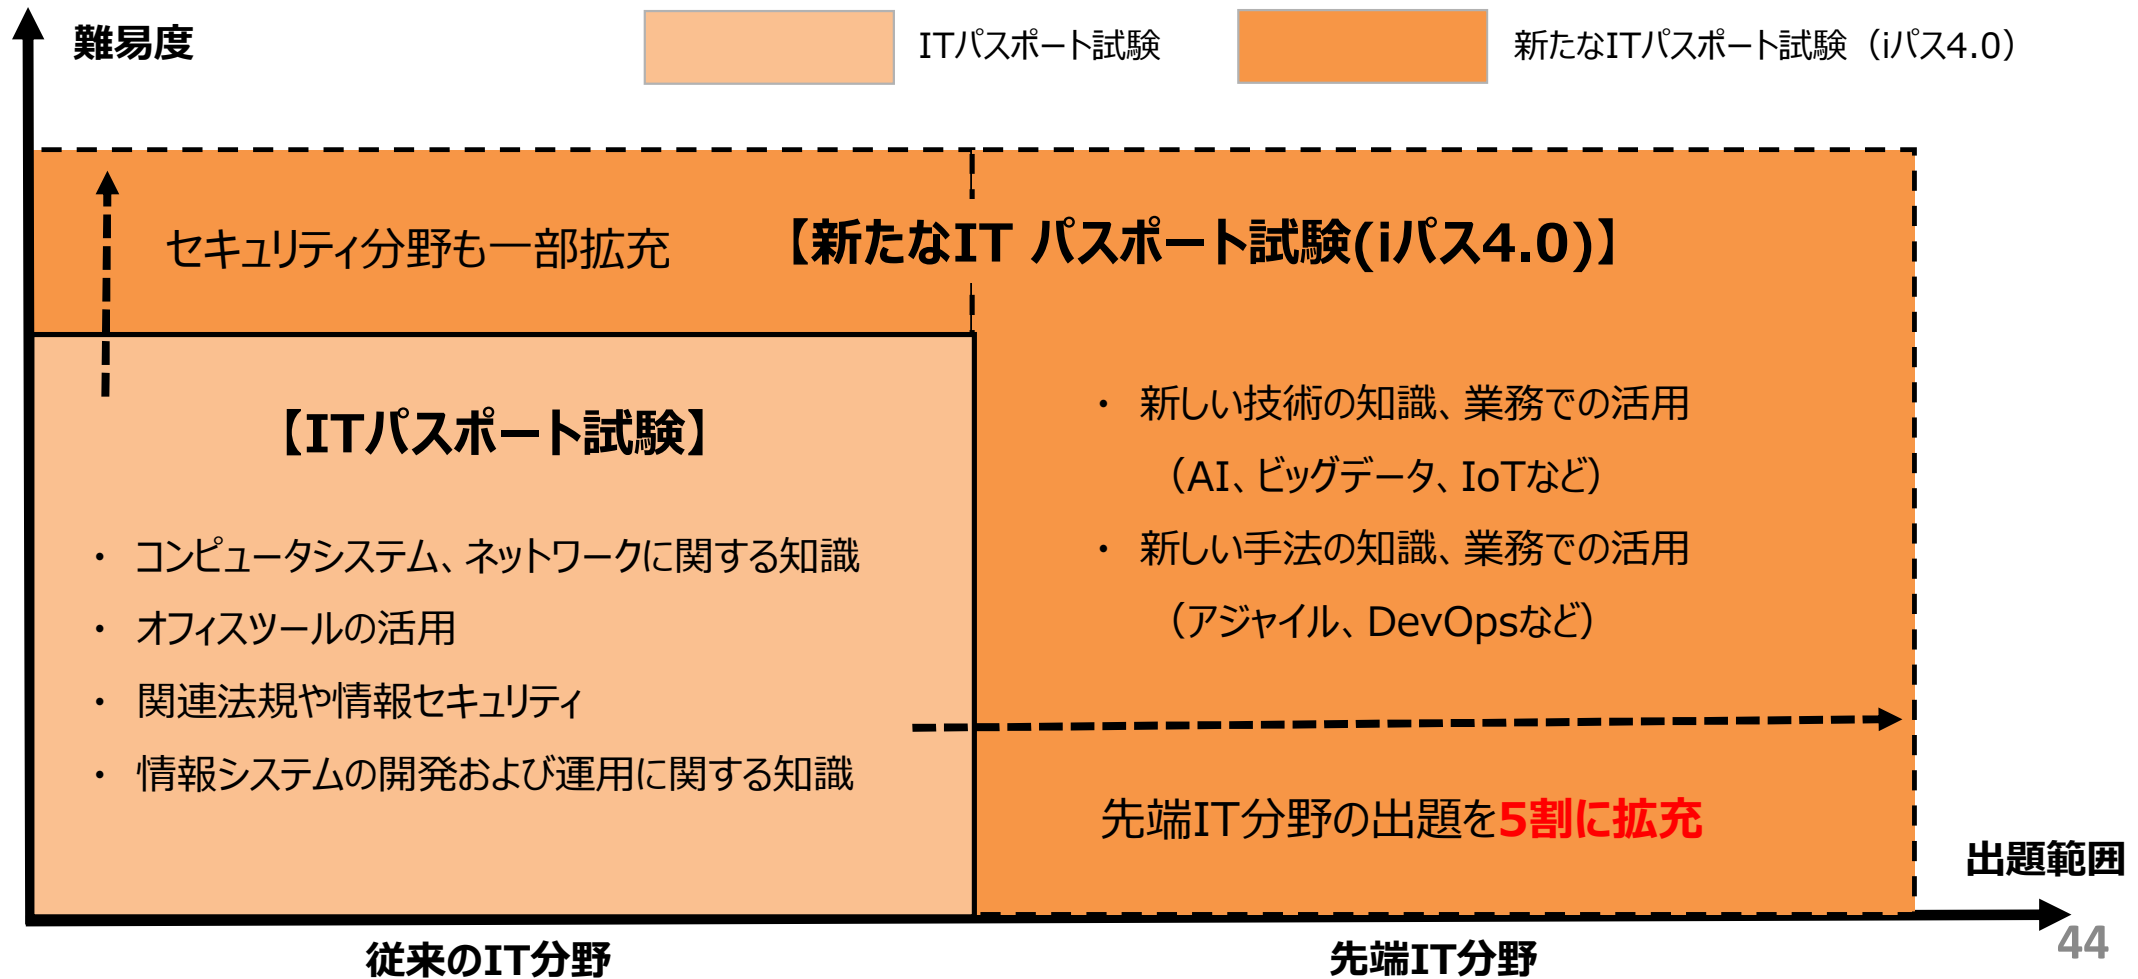 難易度
ITパスポート試験
新たなITパスポート試験（iパス4.0）
セキュリティ分野も一部拡充
【新たなIT パスポート試験(iパス4.0)】
【ITパスポート試験】
・ コンピュータシステム、ネットワークに関する知識
・ オフィスツールの活用
・ 関連法規や情報セキュリティ
・ 情報システムの開発および運用に関する知識
・ 新しい技術の知識、業務での活用
（AI、ビッグデータ、IoTなど）
・ 新しい手法の知識、業務での活用
（アジャイル、DevOpsなど）
先端IT分野の出題を5割に拡充
出題範囲
従来のIT分野
先端IT分野
44